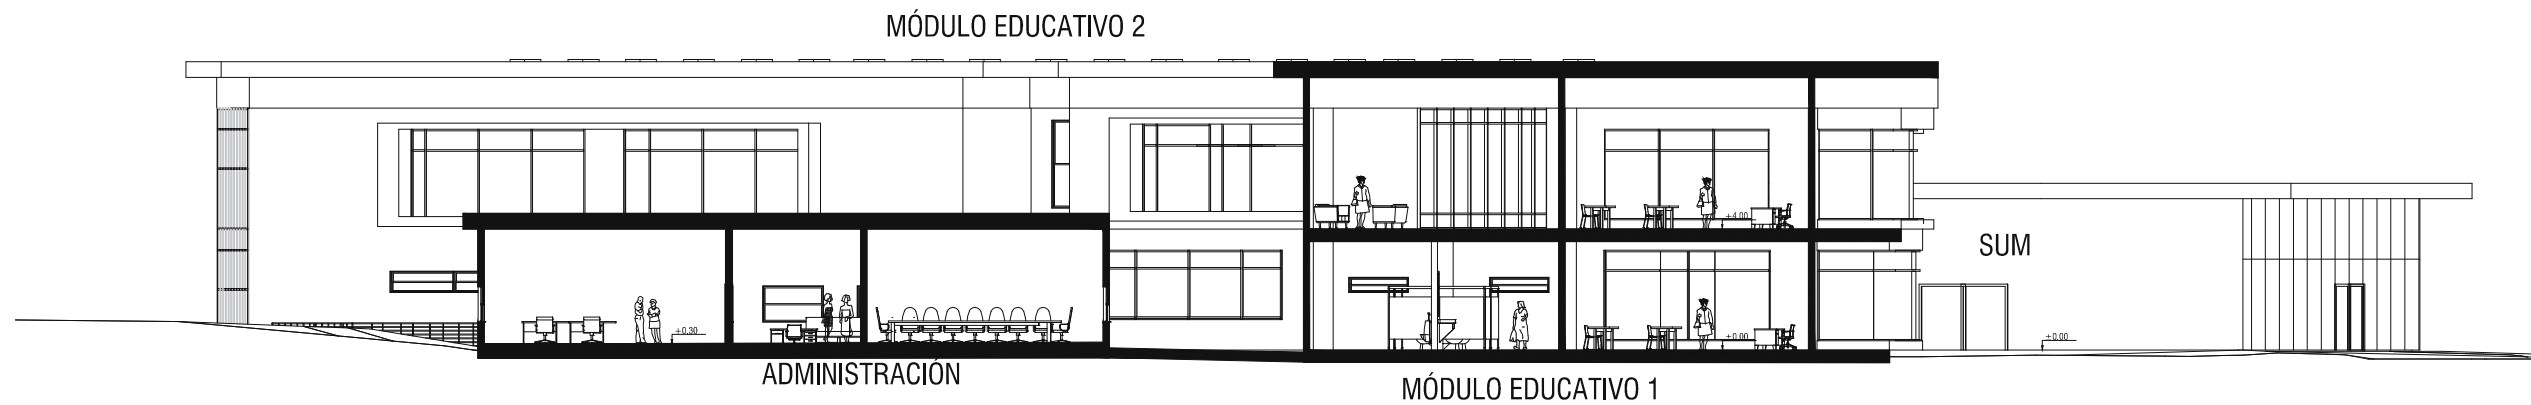 MÓDULO EDUCATIVO 2
+4.00
SUM
+0.30
+0.00
+0.00
ADMINISTRACIÓN
MÓDULO EDUCATIVO 1